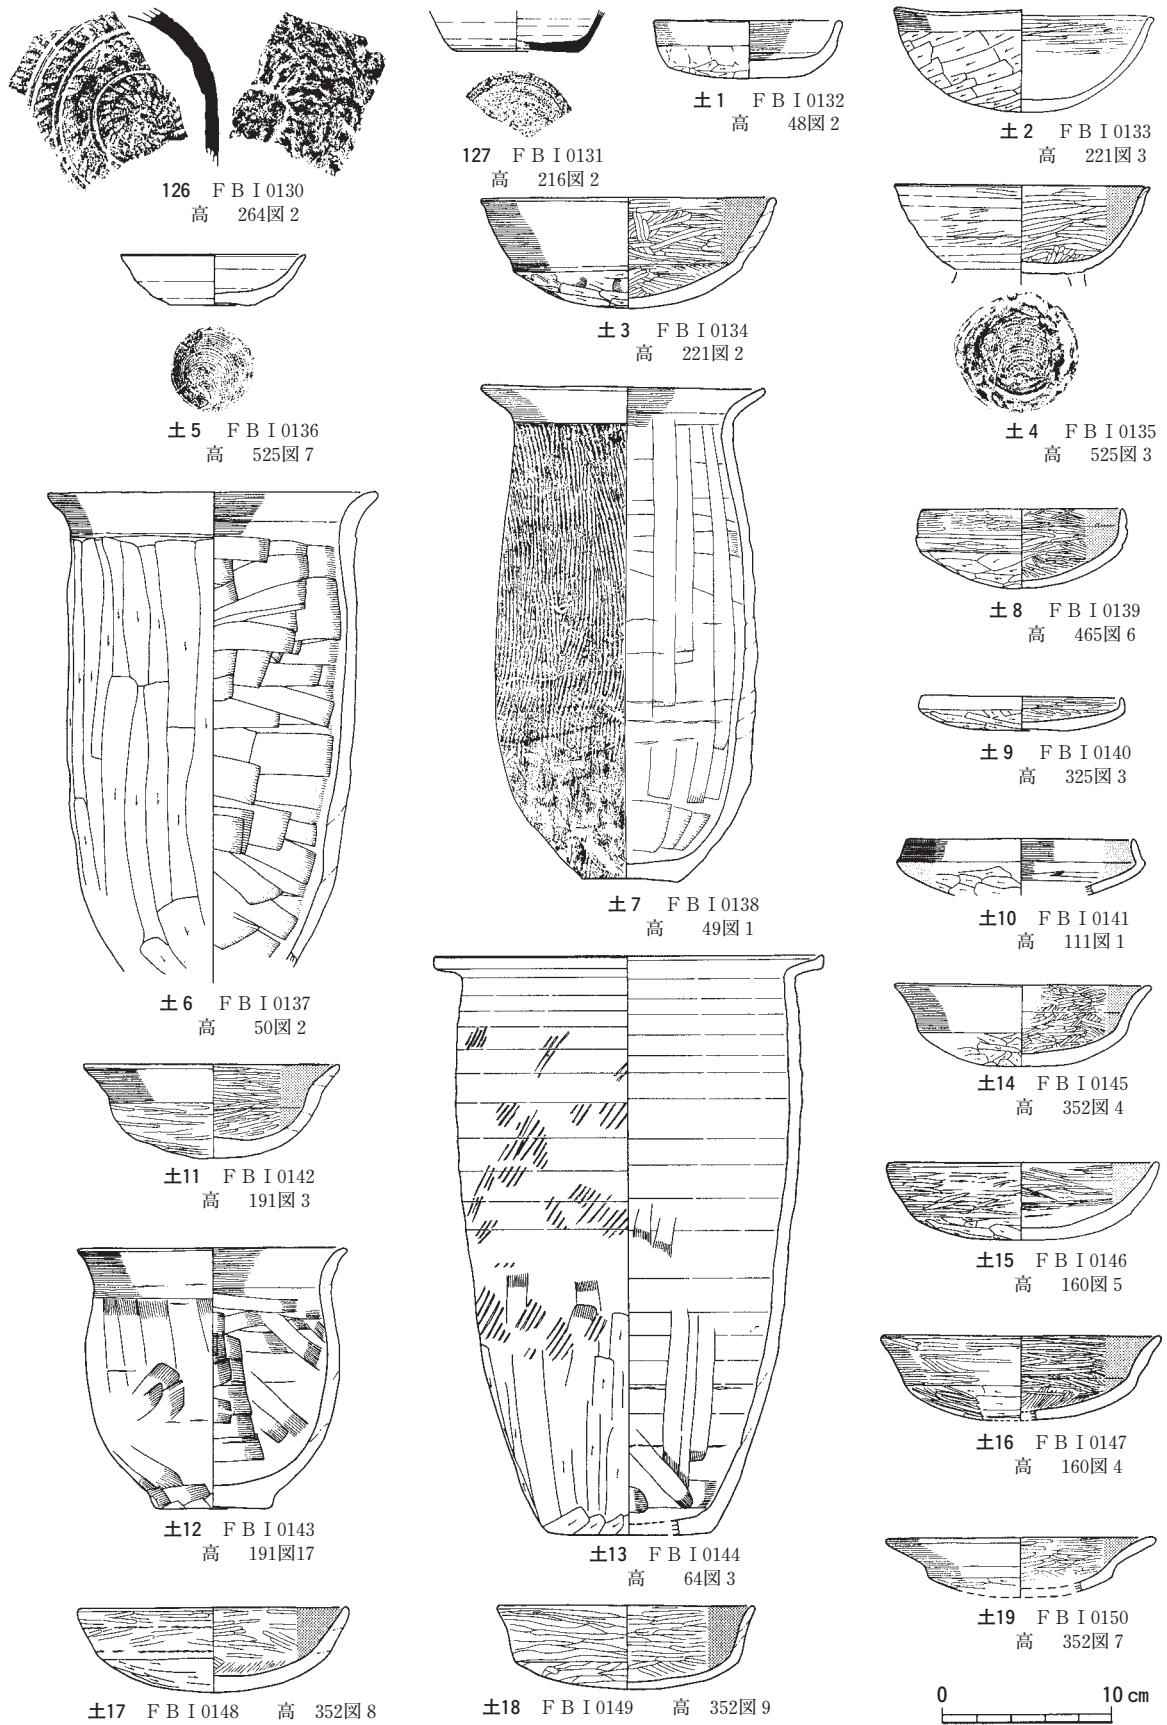 126 ＦＢⅠ0130
高 264図2
127 ＦＢⅠ0131
高 216図2
土1 ＦＢⅠ0132
高 48図2
土2 ＦＢⅠ0133
高 221図3
土3 ＦＢⅠ0134
高 221図2
土4 ＦＢⅠ0135
高 525図3
土5 ＦＢⅠ0136
高 525図7
土6 ＦＢⅠ0137
高 50図2
土7 ＦＢⅠ0138
高 49図1
土8 ＦＢⅠ0139
高 465図6
土9 ＦＢⅠ0140
高 325図3
土10 ＦＢⅠ0141
高 111図1
土11 ＦＢⅠ0142
高 191図3
土12 ＦＢⅠ0143
高 191図17
土13 ＦＢⅠ0144
高 64図3
土14 ＦＢⅠ0145
高 352図4
土15 ＦＢⅠ0146
高 160図5
土16 ＦＢⅠ0147
高 160図4
土17 ＦＢⅠ0148 高 352図8
土18 ＦＢⅠ0149 高 352図9
土19 ＦＢⅠ0150
高 352図7
0 10cm